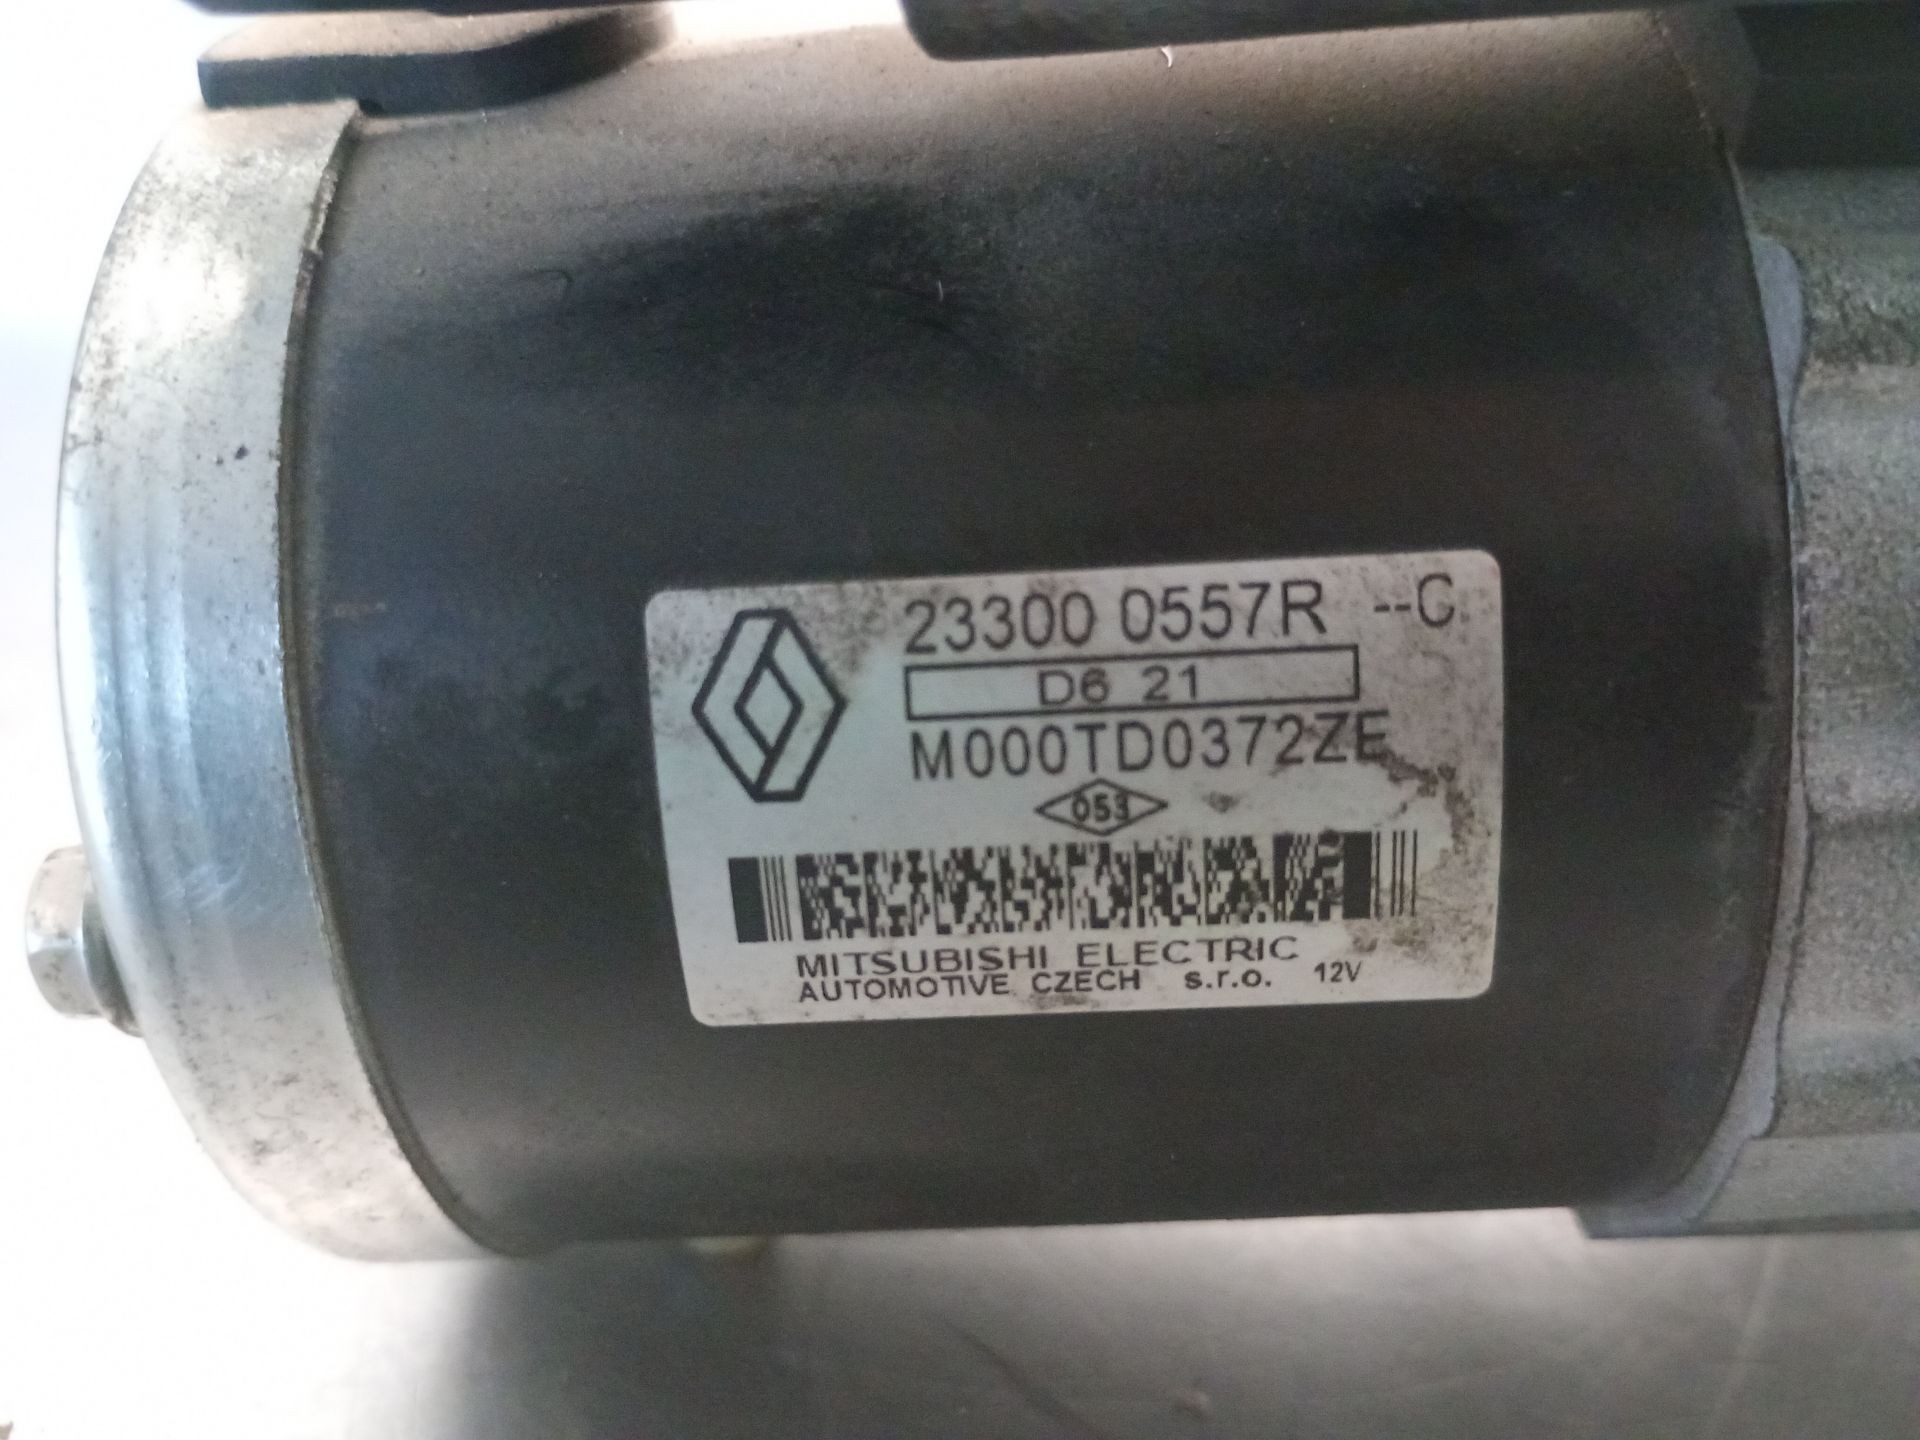 23300 0557R --C
D6 21
M000TD0372ZE
053
MITSUBISHI ELECTRIC
AUTOMOTIVE CZECH s.r.o. 12V